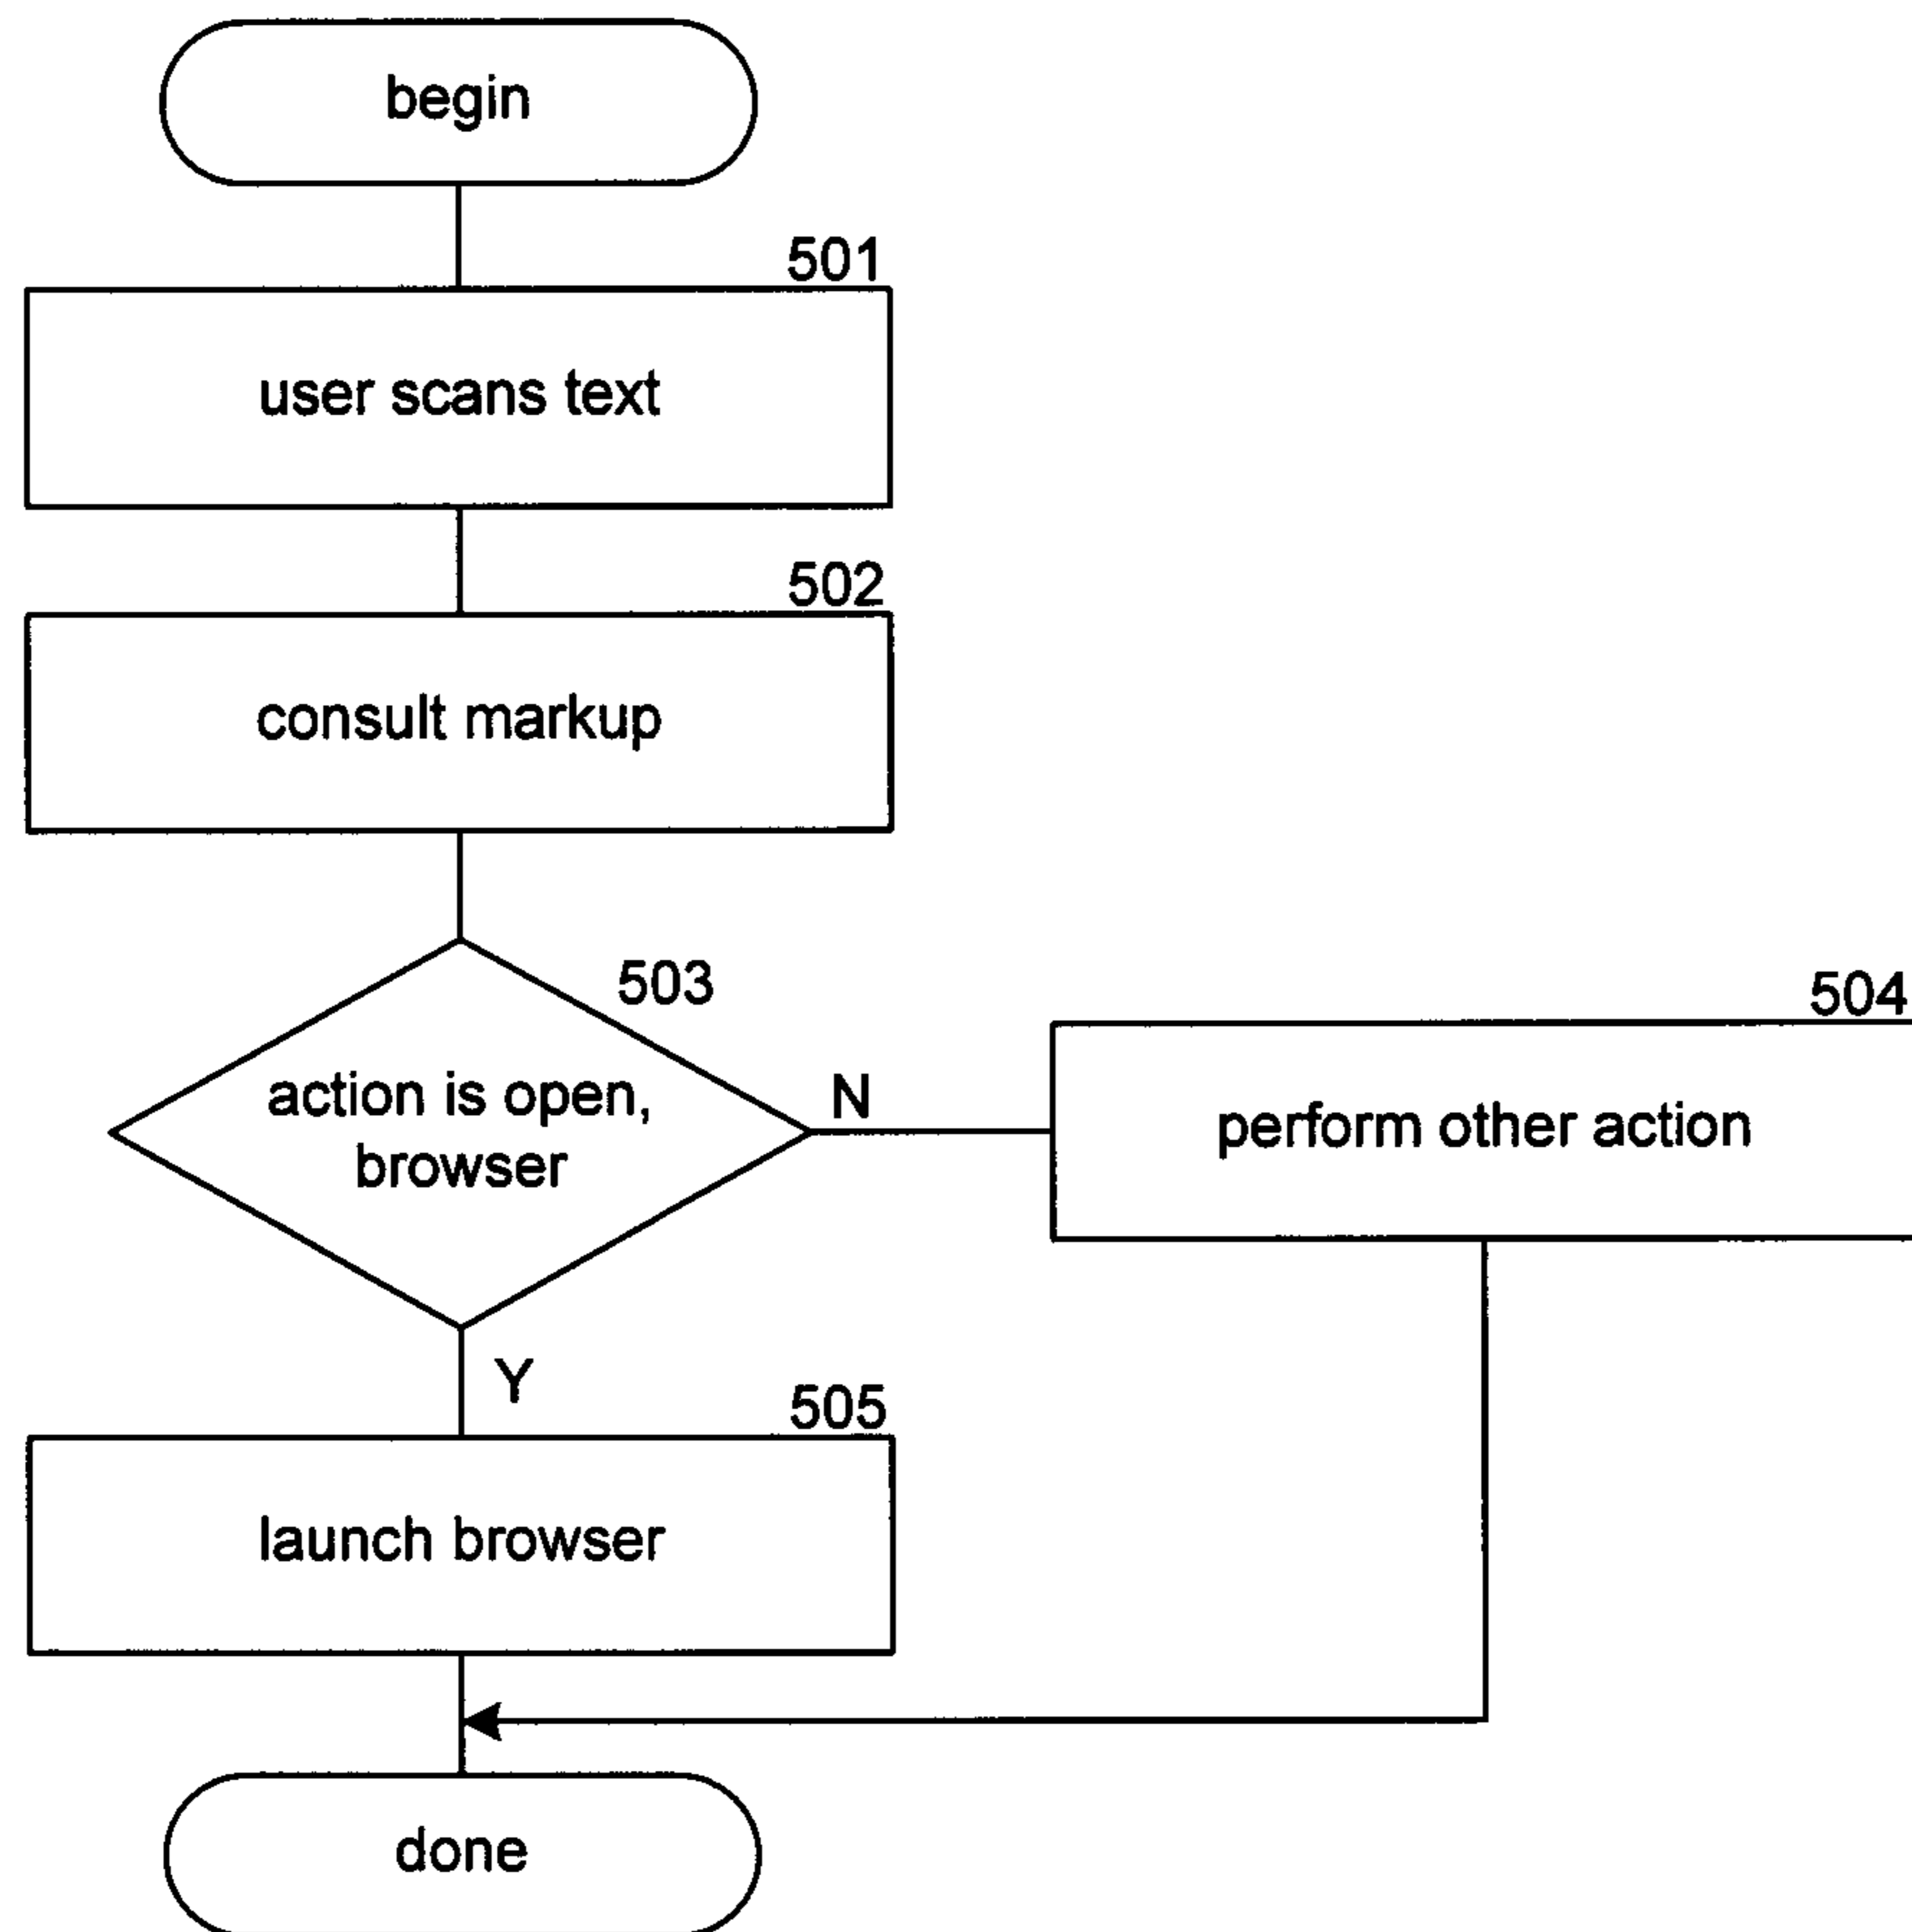 begin
501
user scans text
502
consult markup
503
action is open,
browser
N
504
perform other action
Y
505
launch browser
done